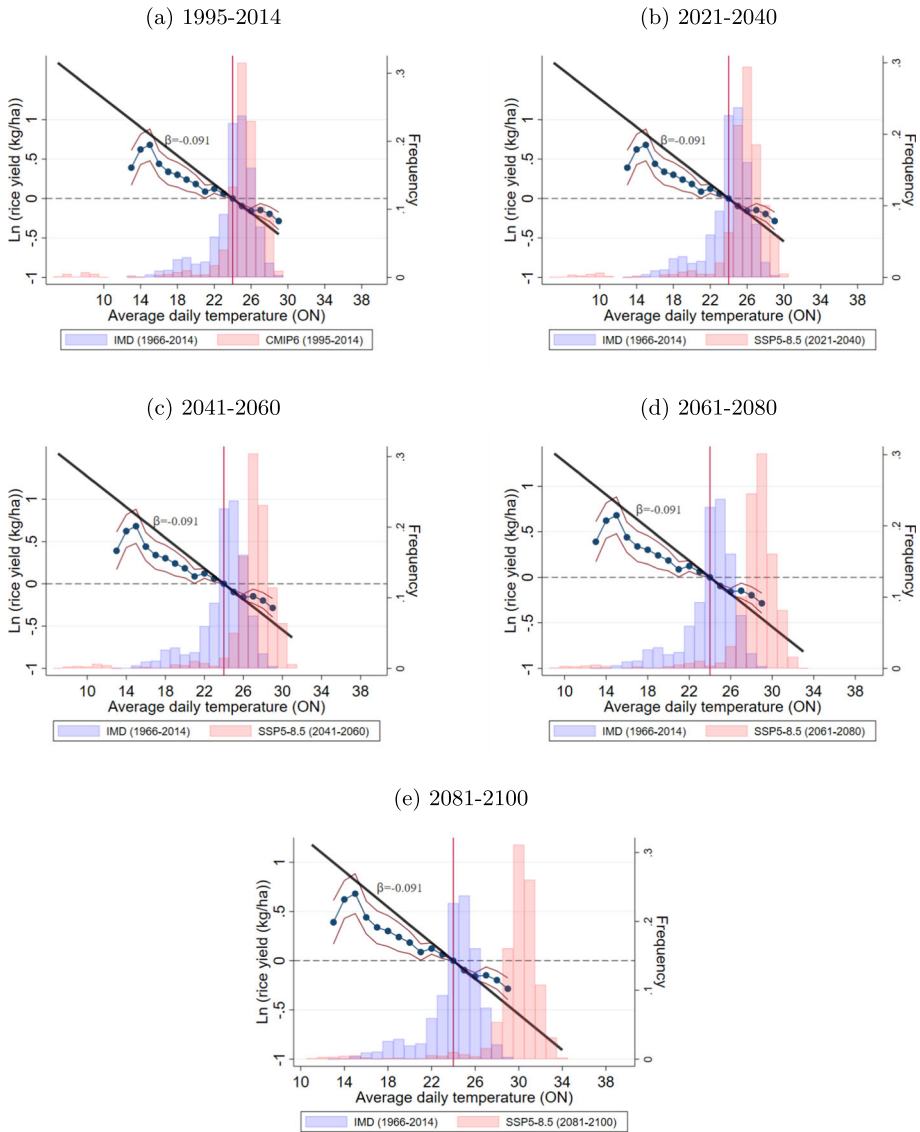 (a) 1995-2014
Ln (rice yield (kg/ha))
-1 -.5 0 .5 1
β=-0.091
0 .1 .2 .3
Frequency
10 14 18 22 26 30 34 38
Average daily temperature (ON)
IMD (1966-2014) CMIP6 (1995-2014)
(b) 2021-2040
Ln (rice yield (kg/ha))
-1 -.5 0 .5 1
β=-0.091
0 .1 .2 .3
Frequency
10 14 18 22 26 30 34 38
Average daily temperature (ON)
IMD (1966-2014) SSP5-8.5 (2021-2040)
(c) 2041-2060
Ln (rice yield (kg/ha))
-1 -.5 0 .5 1
β=-0.091
0 .1 .2 .3
Frequency
10 14 18 22 26 30 34 38
Average daily temperature (ON)
IMD (1966-2014) SSP5-8.5 (2041-2060)
(d) 2061-2080
Ln (rice yield (kg/ha))
-1 -.5 0 .5 1
β=-0.091
0 .1 .2 .3
Frequency
10 14 18 22 26 30 34 38
Average daily temperature (ON)
IMD (1966-2014) SSP5-8.5 (2061-2080)
(e) 2081-2100
Ln (rice yield (kg/ha))
-1 -.5 0 .5 1
β=-0.091
0 .1 .2 .3
Frequency
10 14 18 22 26 30 34 38
Average daily temperature (ON)
IMD (1966-2014) SSP5-8.5 (2081-2100)